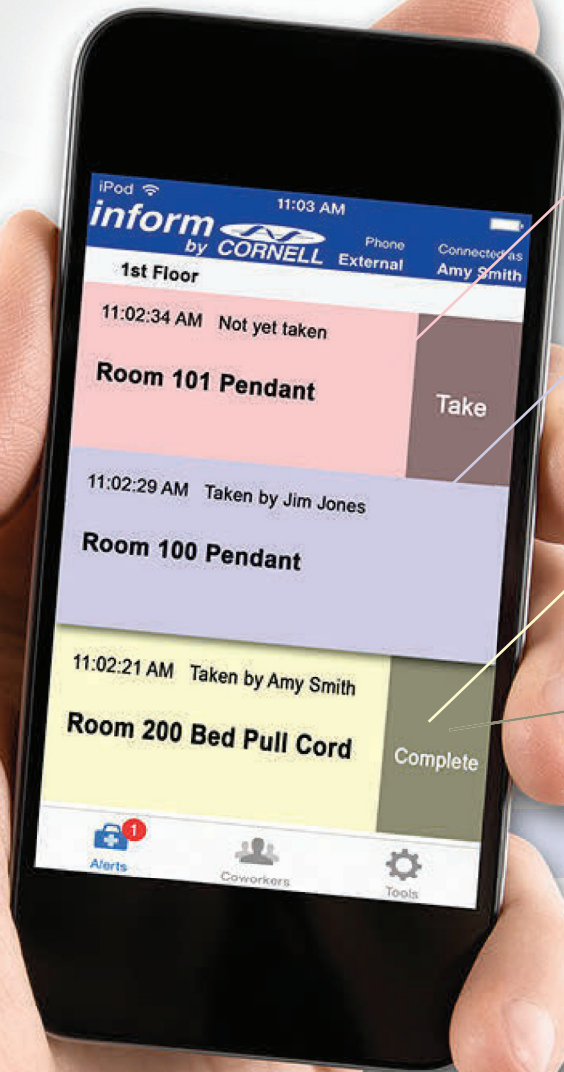 iPod
11:03 AM
inform
by CORNELL
Phone
External
Connected as
Amy Smith
1st Floor
11:02:34 AM Not yet taken
Room 101 Pendant
Take
11:02:29 AM Taken by Jim Jones
Room 100 Pendant
11:02:21 AM Taken by Amy Smith
Room 200 Bed Pull Cord
Complete
1
Alerts
Coworkers
Tools